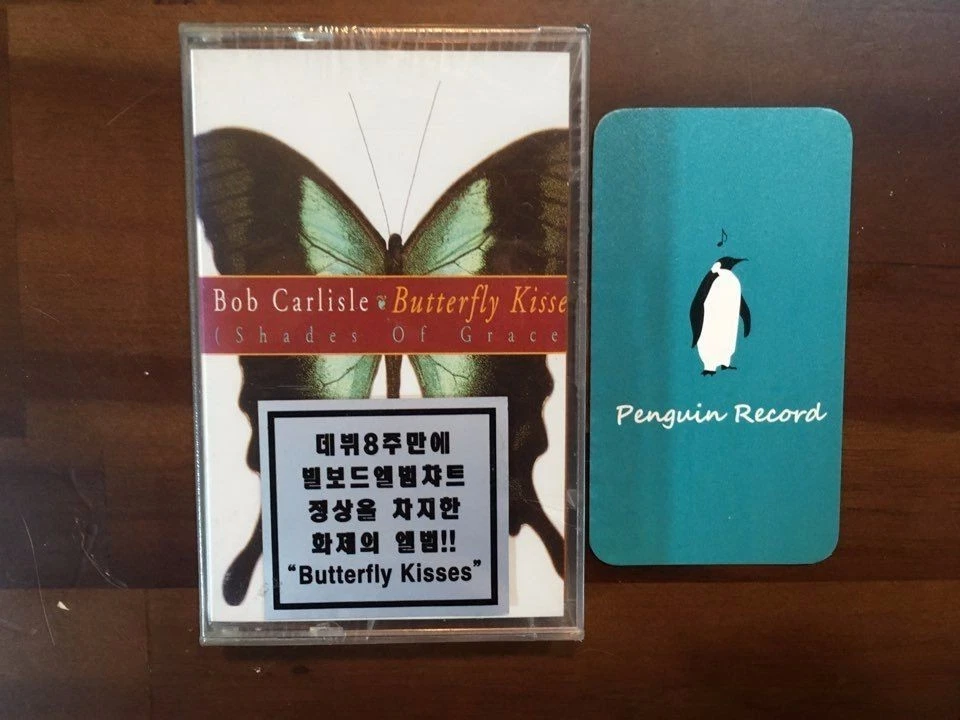 Bob Carlisle Butterfly Kisse
(Shades Of Grace
데뷔8주만에
빌보드앨범챠트
정상을 차지한
화제의 앨범!!
“Butterfly Kisses”
Penguin Record